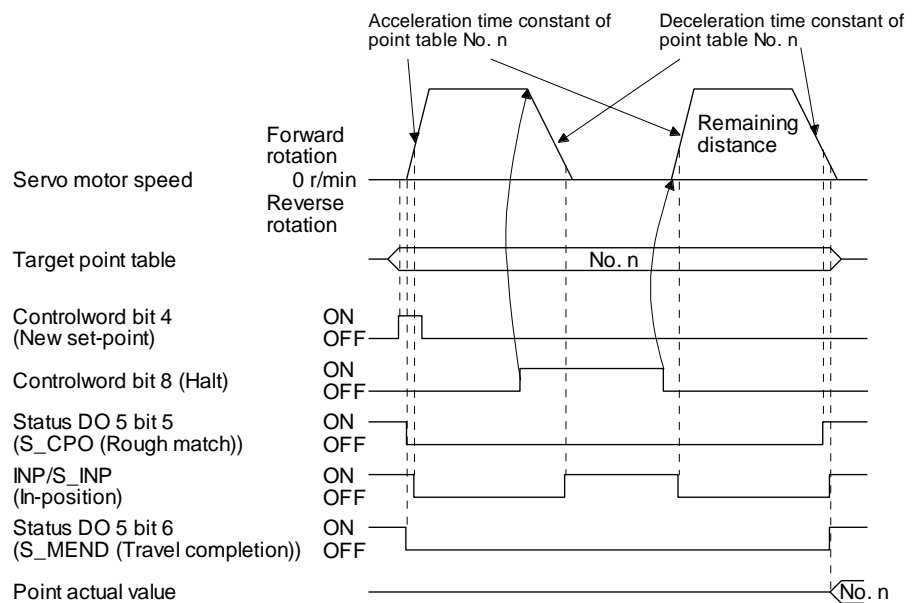 Acceleration time constant of
point table No. n
Deceleration time constant of
point table No. n
Forward
rotation
0 r/min
Reverse
rotation
Servo motor speed
Remaining
distance
Target point table
No. n
Controlword bit 4
(New set-point)
ON
OFF
Controlword bit 8 (Halt)
ON
OFF
Status DO 5 bit 5
(S_CPO (Rough match))
ON
OFF
INP/S_INP
(In-position)
ON
OFF
Status DO 5 bit 6
(S_MEND (Travel completion))
ON
OFF
Point actual value
No. n